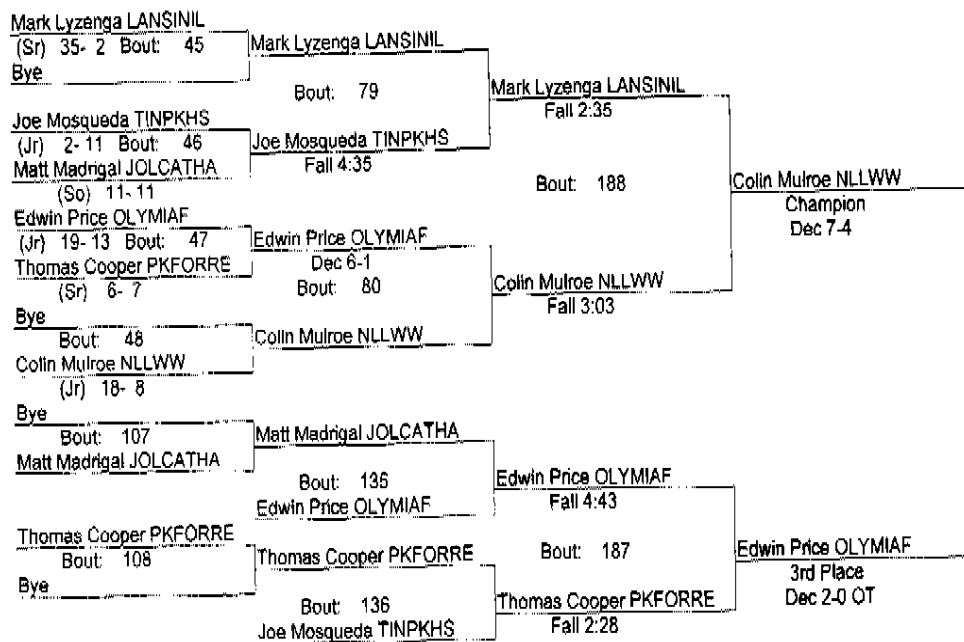 Mark Lyzenga LANSINIL
(Sr) 35- 2 Bout: 45
Bye
Mark Lyzenga LANSINIL
Bout: 79
Joe Mosqueda TINPKHS
(Jr) 2- 11 Bout: 46
Matt Madrigal JOLCATHA
(So) 11- 11
Joe Mosqueda TINPKHS
Fall 4:35
Mark Lyzenga LANSINIL
Fall 2:35
Bout: 188
Edwin Price OLYMIAF
(Jr) 19- 13 Bout: 47
Thomas Cooper PKFORRE
(Sr) 6- 7
Edwin Price OLYMIAF
Dec 6-1
Bout: 80
Bye
Bout: 48
Colin Mulroe NLLWW
(Jr) 18- 8
Colin Mulroe NLLWW
Colin Mulroe NLLWW
Fall 3:03
Colin Mulroe NLLWW
Champion
Dec 7-4
Bye
Bout: 107
Matt Madrigal JOLCATHA
Matt Madrigal JOLCATHA
Bout: 135
Edwin Price OLYMIAF
Edwin Price OLYMIAF
Fall 4:43
Bout: 187
Thomas Cooper PKFORRE
Bout: 108
Bye
Thomas Cooper PKFORRE
Bout: 136
Joe Mosqueda TINPKHS
Thomas Cooper PKFORRE
Fall 2:28
Edwin Price OLYMIAF
3rd Place
Dec 2-0 OT